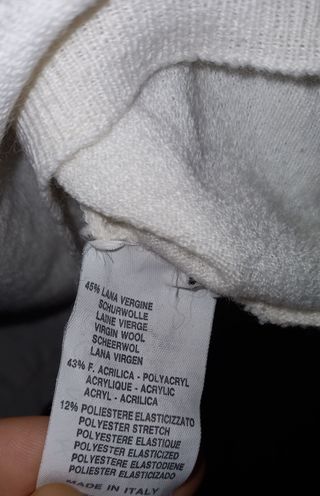 45% LANA VERGINE
SCHURWOLLE
LAINE VIERGE
VIRGIN WOOL
SCHEERWOL
LANA VIRGEN
43% F. ACRILICA - POLYACRYL
ACRYLIQUE - ACRYLIC
ACRYL - ACRILICA
12% POLIESTERE ELASTICIZZATO
POLYESTER STRETCH
POLYESTER ELASTIQUE
POLYESTER ELASTICIZED
POLYESTERE ELASTODIENE
POLIESTER ELASTICIZADO
MADE IN ITALY